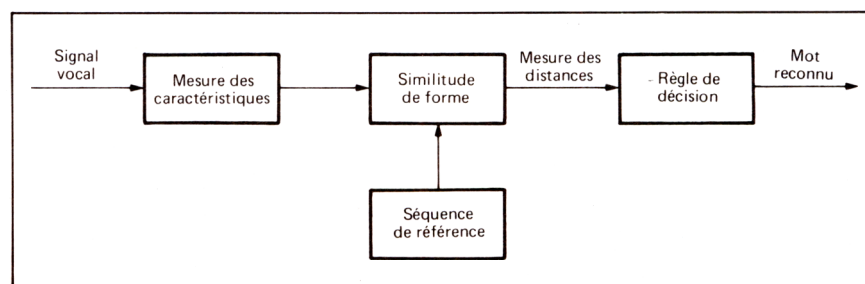 Signal
vocal
Mesure des
caractéristiques
Similitude
de forme
Mesure des
distances
Règle de
décision
Mot
reconnu
Séquence
de référence